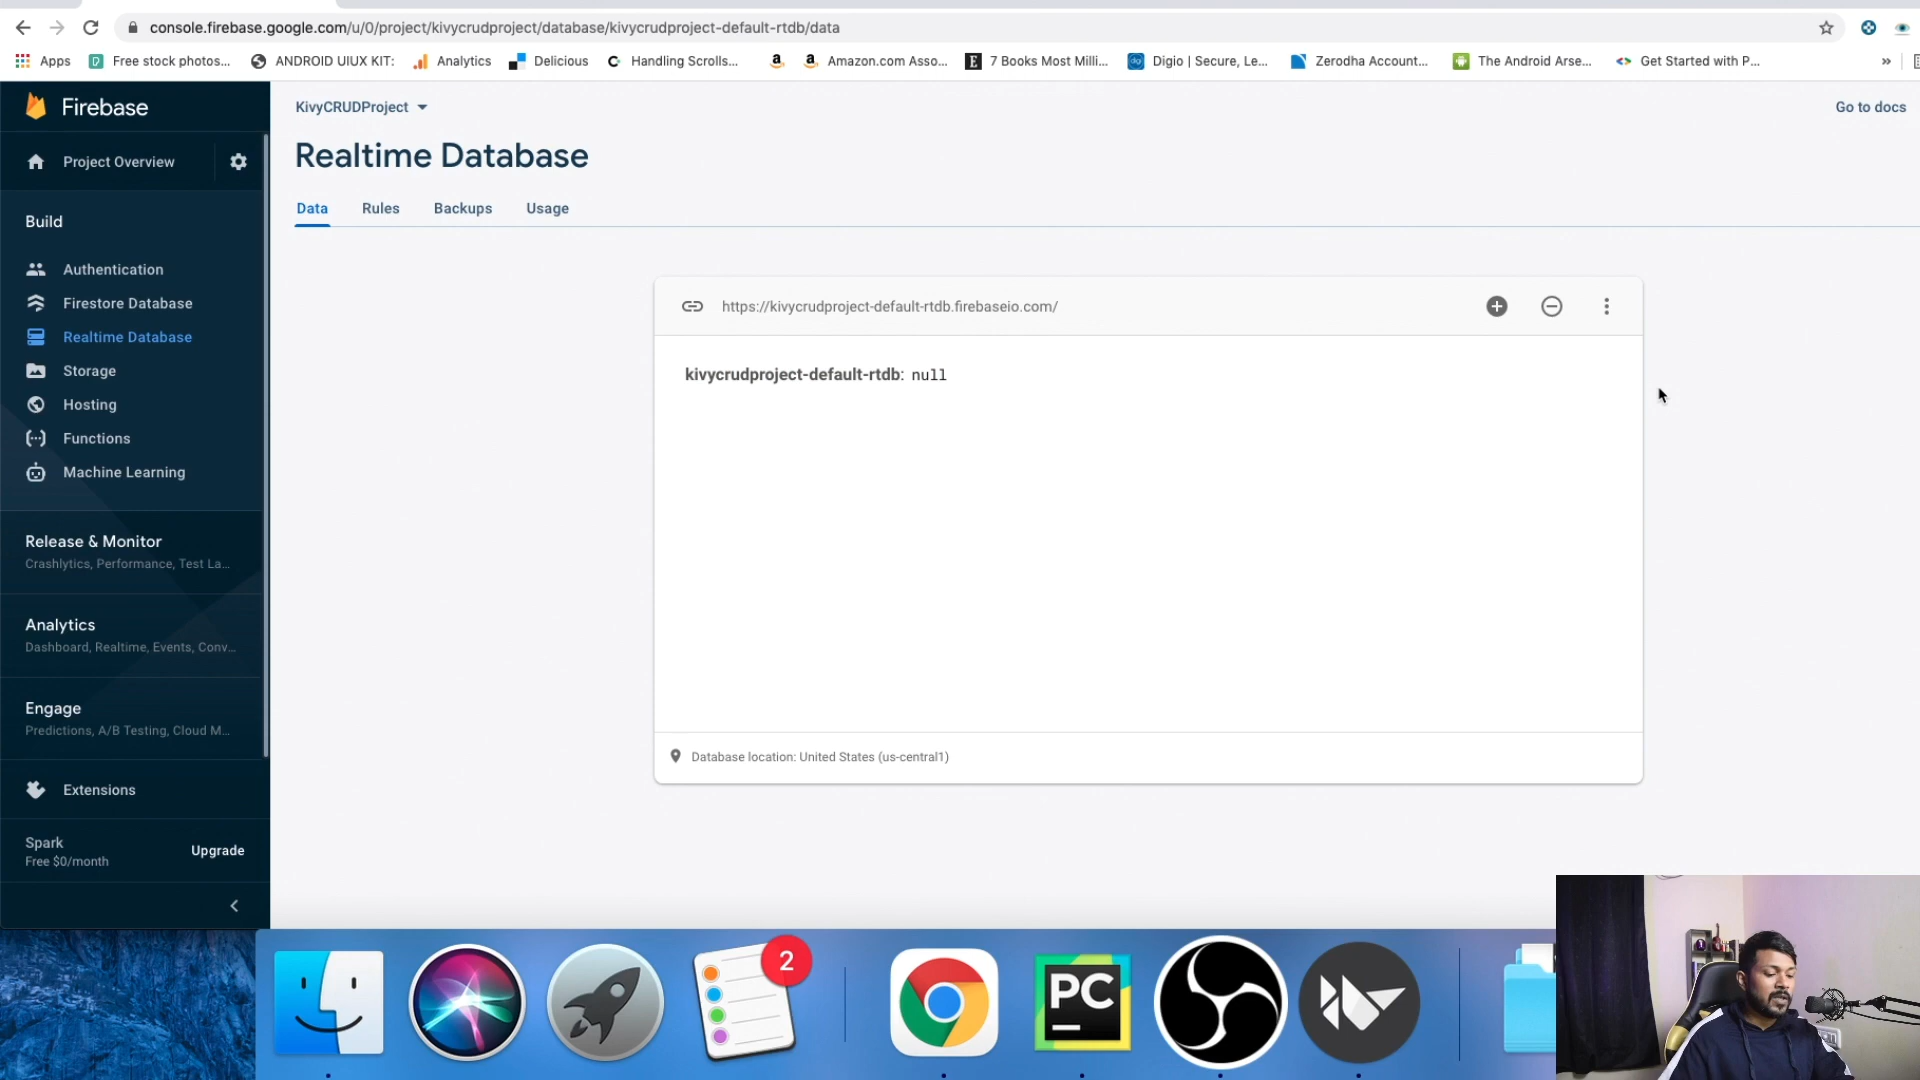 console.firebase.google.com/u/0/project/kivycrudproject/database/kivycrudproject-default-rtdb/data
Apps
Free stock photos...
ANDROID UIUX KIT:
Analytics
Delicious
Handling Scrolls...
Amazon.com Asso...
7 Books Most Milli...
Digio | Secure, Le...
Zerodha Account...
The Android Arse...
Get Started with P...
»
Firebase
KivyCRUDProject
Go to docs
Project Overview
Realtime Database
Data
Rules
Backups
Usage
Build
Authentication
Firestore Database
Realtime Database
Storage
Hosting
Functions
Machine Learning
https://kivycrudproject-default-rtdb.firebaseio.com/
kivycrudproject-default-rtdb: null
Release & Monitor
Crashlytics, Performance, Test La...
Analytics
Dashboard, Realtime, Events, Conv...
Engage
Predictions, A/B Testing, Cloud M...
Database location: United States (us-central1)
Extensions
Spark
Free $0/month
Upgrade
2
PC